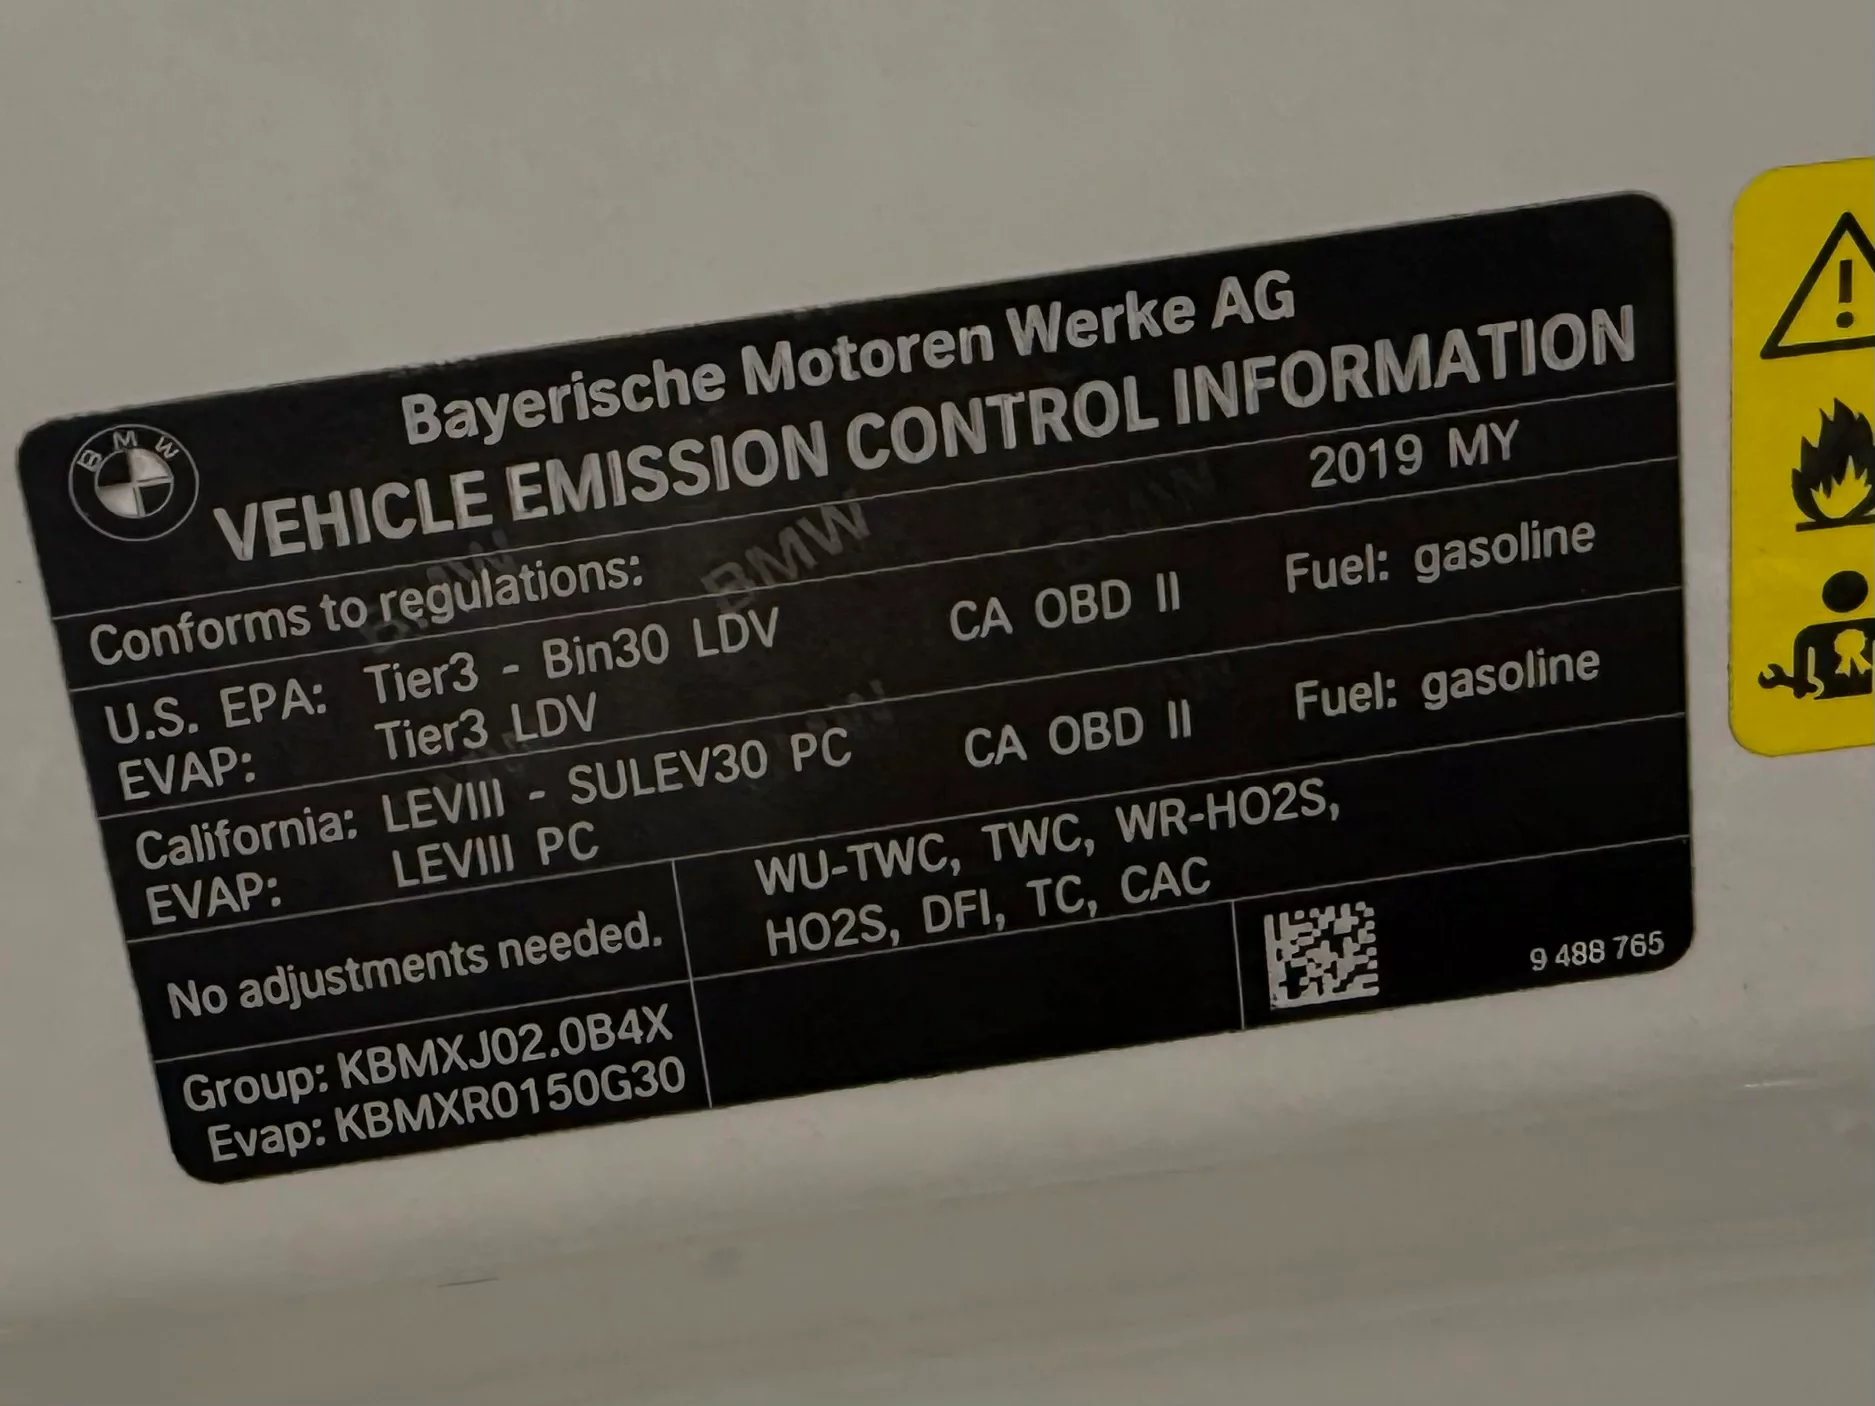 BMW
Bayerische Motoren Werke AG
VEHICLE EMISSION CONTROL INFORMATION
Conforms to regulations: 2019 MY
U.S. EPA: Tier3 - Bin30 LDV CA OBD II Fuel: gasoline
EVAP: Tier3 LDV
California: LEVIII - SULEV30 PC CA OBD II Fuel: gasoline
EVAP: LEVIII PC
No adjustments needed.
WU-TWC, TWC, WR-HO2S,
HO2S, DFI, TC, CAC
Group: KBMXJ02.0B4X
Evap: KBMXR0150G30
9 488 765